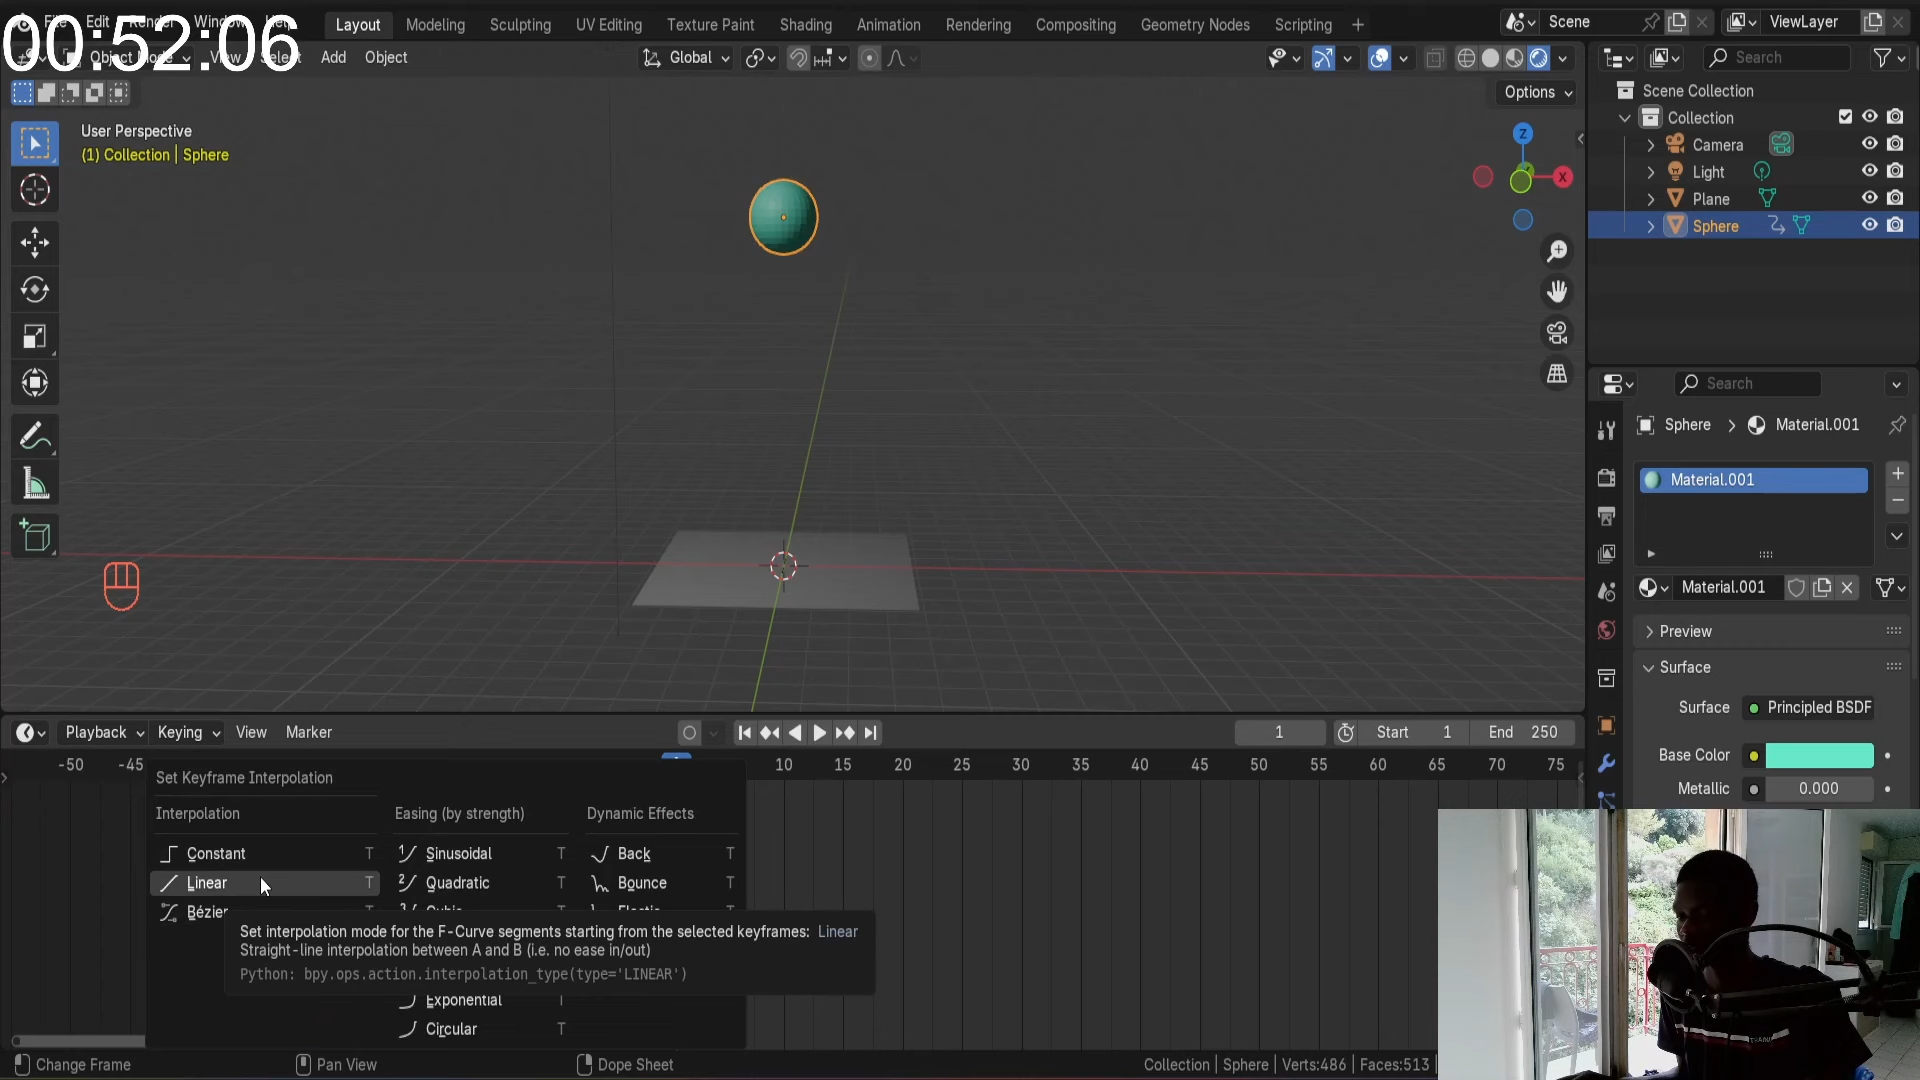 00:52:06
Layout Modeling Sculpting UV Editing Texture Paint Shading Animation Rendering Compositing Geometry Nodes Scripting +
Scene
ViewLayer
View Select Add Object
Global
Search
Options
User Perspective
(1) Collection | Sphere
Z
X
Scene Collection
Collection
Camera
Light
Plane
Sphere
Search
Sphere > Material.001
Material.001
Material.001
Preview
Surface
Surface Principled BSDF
Base Color
Metallic 0.000
Playback Keying View Marker
1 Start 1 End 250
-50 -45 10 15 20 25 30 35 40 45 50 55 60 65 70 75
Set Keyframe Interpolation
Interpolation Easing (by strength) Dynamic Effects
Constant T Sinusoidal T Back T
Linear T Quadratic T Bounce T
Bézier
Set interpolation mode for the F-Curve segments starting from the selected keyframes: Linear
Straight-line interpolation between A and B (i.e. no ease in/out)
Python: bpy.ops.action.interpolation_type(type='LINEAR')
Exponential T
Circular T
Change Frame Pan View Dope Sheet
Collection | Sphere | Verts:486 | Faces:513 |